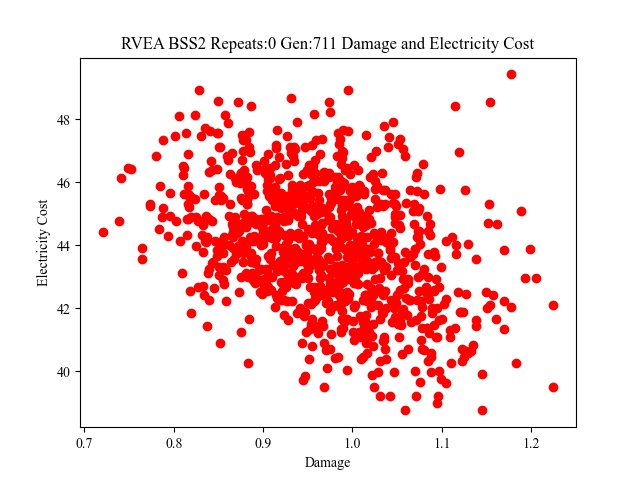 RVEA BSS2 Repeats:0 Gen:711 Damage and Electricity Cost
48
46
44
42
40
Electricity Cost
0.7 0.8 0.9 1.0 1.1 1.2
Damage